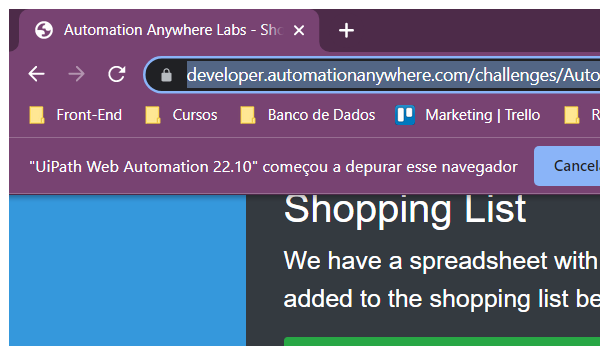 Automation Anywhere Labs - Sho
developer.automationanywhere.com/challenges/Auto
Front-End Cursos Banco de Dados Marketing | Trello R
"UiPath Web Automation 22.10" começou a depurar esse navegador Cancela
Shopping List
We have a spreadsheet with
added to the shopping list be